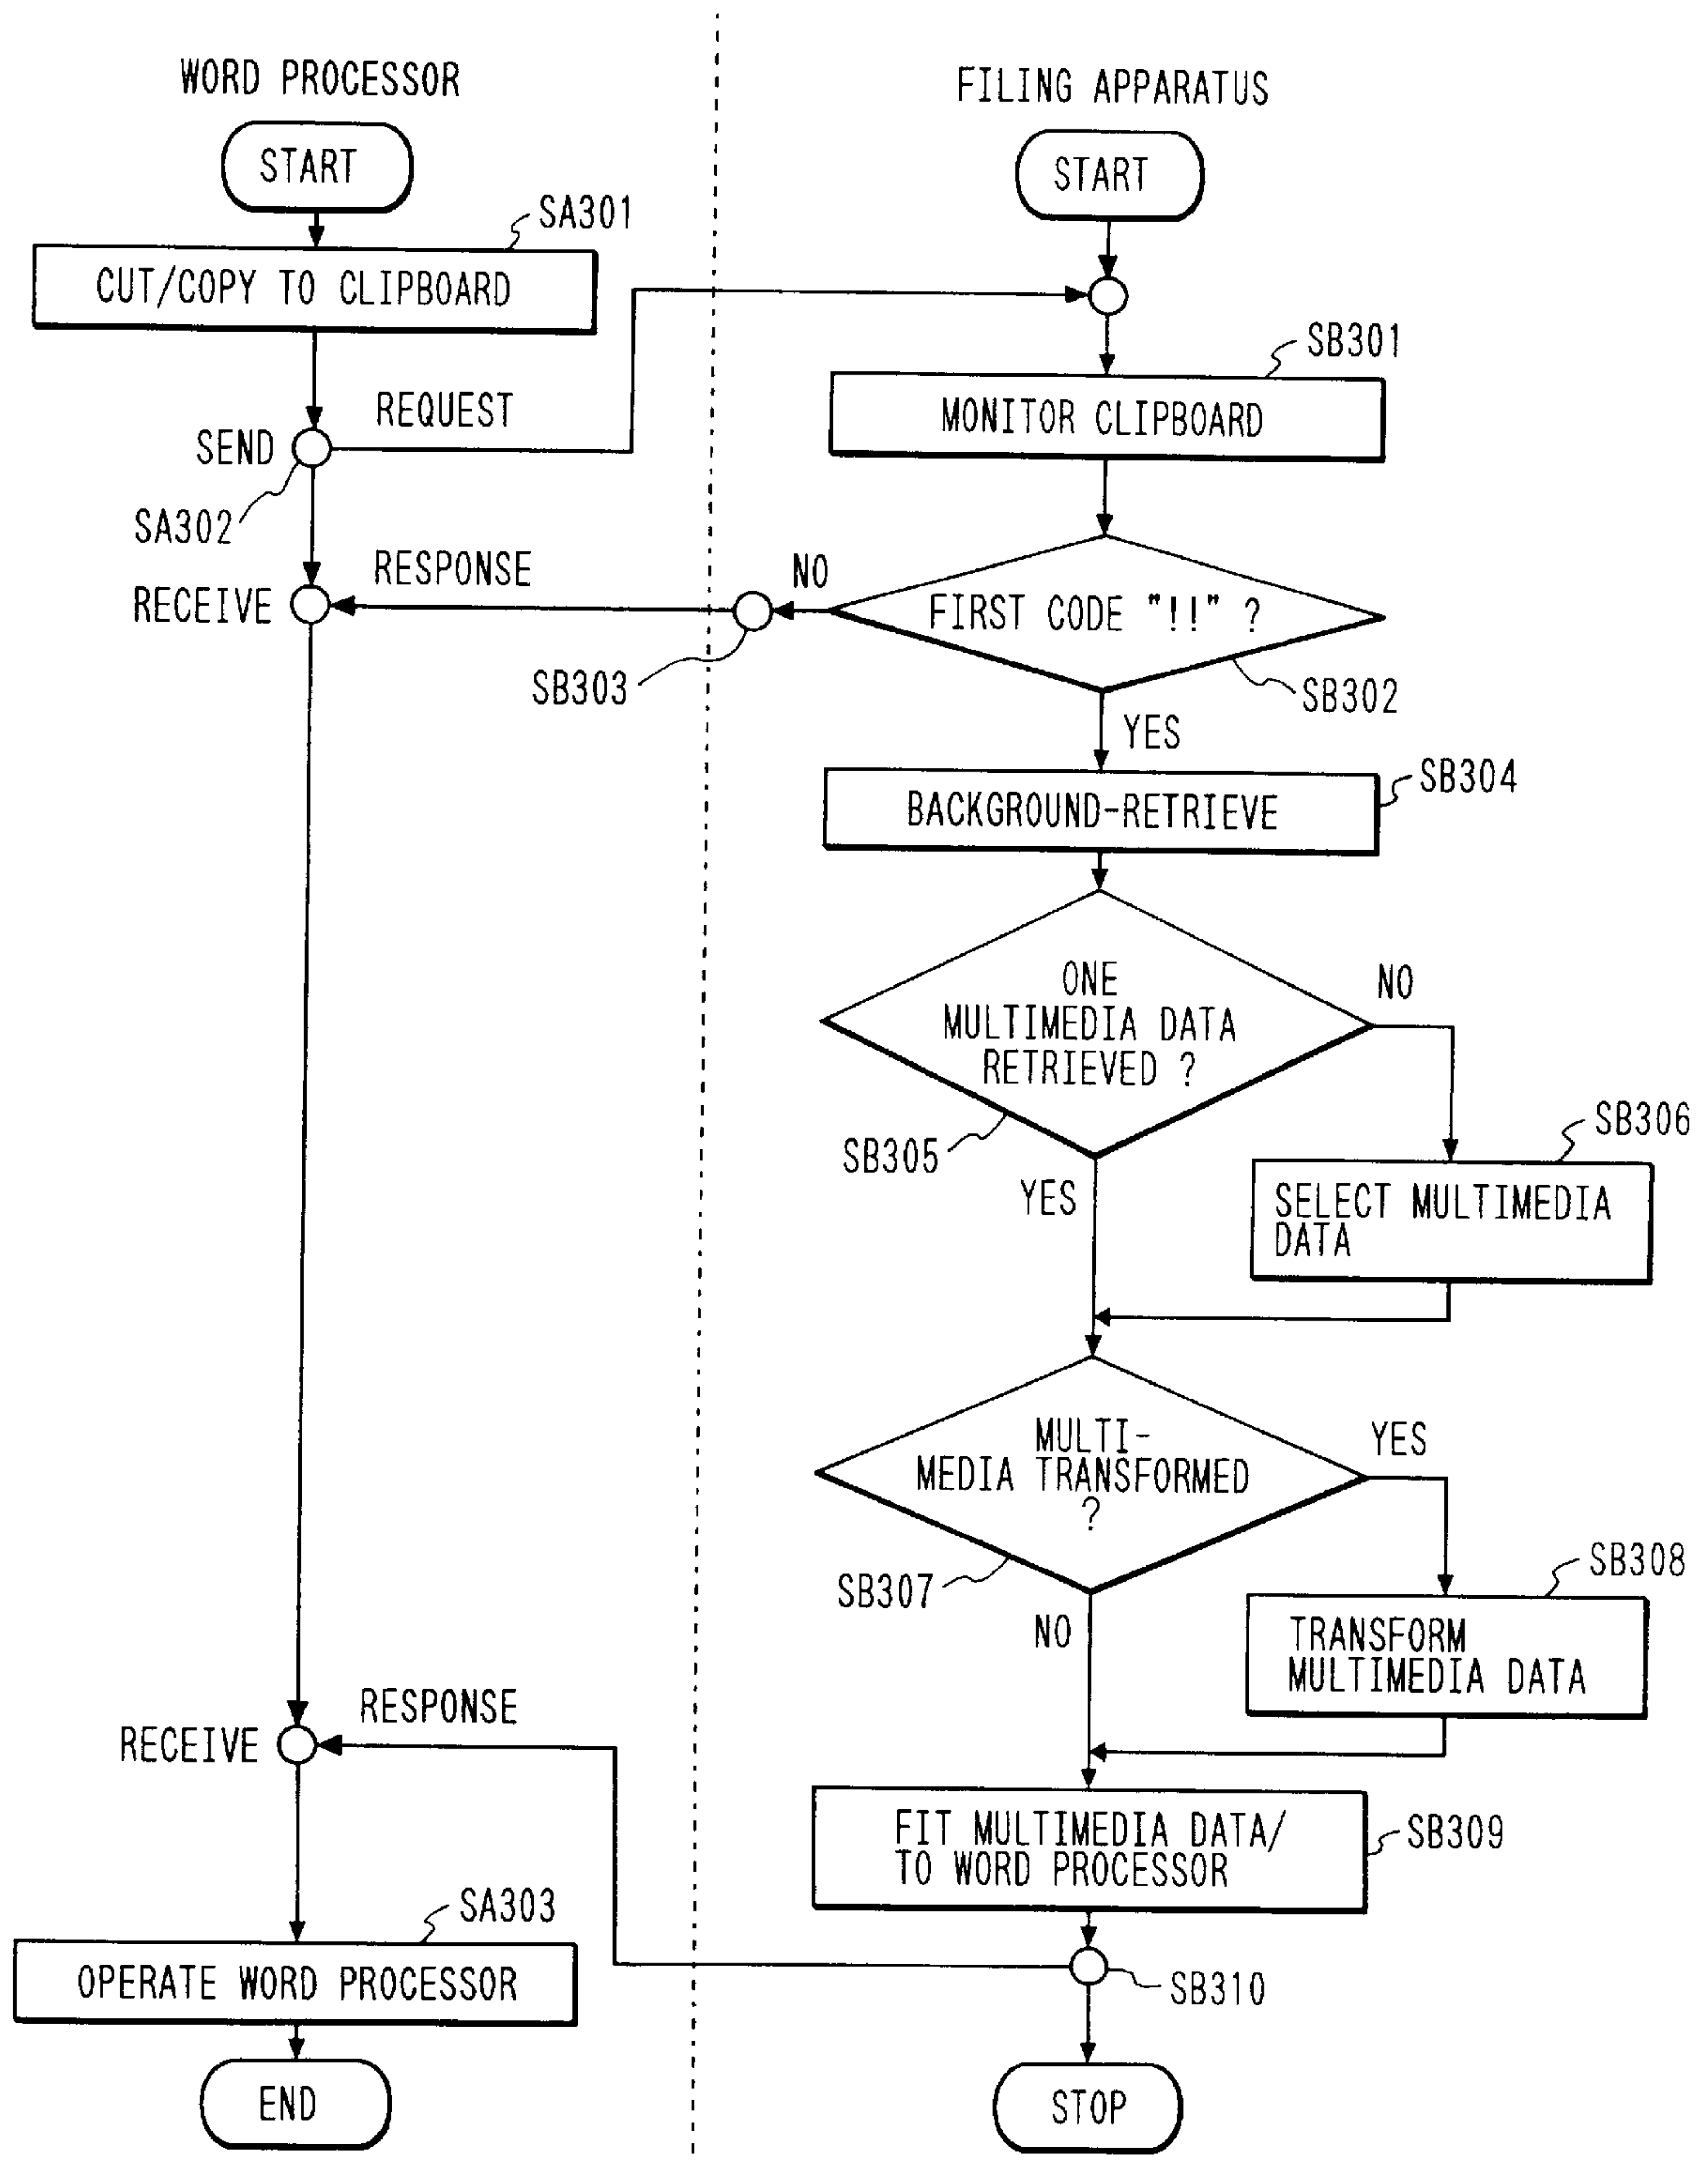 WORD PROCESSOR
START
SA301
CUT/COPY TO CLIPBOARD
REQUEST
SEND
SA302
RESPONSE
RECEIVE
RESPONSE
RECEIVE
SA303
OPERATE WORD PROCESSOR
END
FILING APPARATUS
START
SB301
MONITOR CLIPBOARD
NO
FIRST CODE "!!" ?
SB303
SB302
YES
SB304
BACKGROUND-RETRIEVE
ONE
MULTIMEDIA DATA
RETRIEVED ?
NO
SB305
YES
SB306
SELECT MULTIMEDIA
DATA
MULTI-
MEDIA TRANSFORMED
?
YES
SB307
NO
SB308
TRANSFORM
MULTIMEDIA DATA
FIT MULTIMEDIA DATA/
TO WORD PROCESSOR
SB309
SB310
STOP